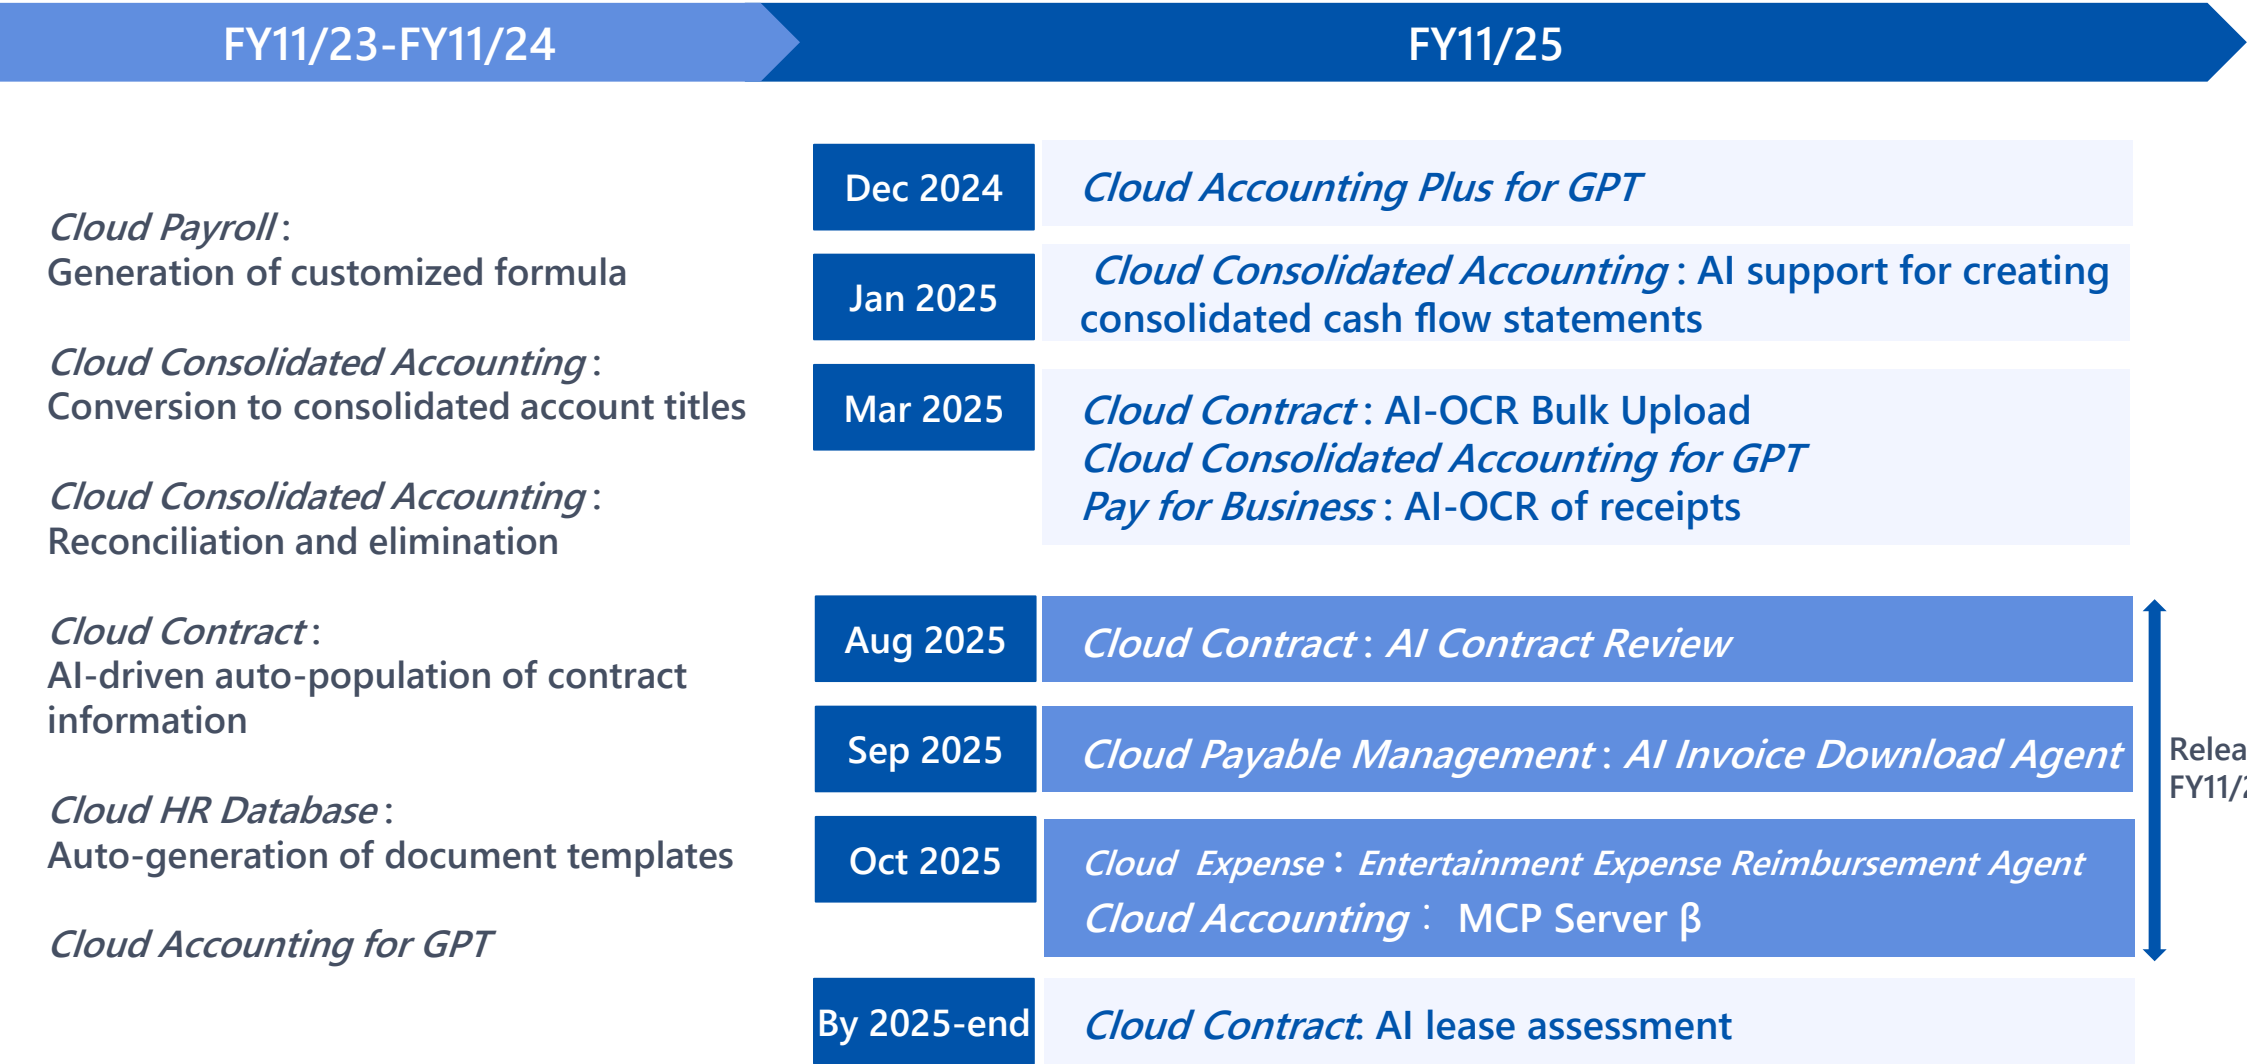 FY11/23-FY11/24
FY11/25
Cloud Payroll :
Generation of customized formula
Cloud Consolidated Accounting :
Conversion to consolidated account titles
Cloud Consolidated Accounting :
Reconciliation and elimination
Cloud Contract :
AI-driven auto-population of contract
information
Cloud HR Database :
Auto-generation of document templates
Cloud Accounting for GPT
Dec 2024
Cloud Accounting Plus for GPT
Jan 2025
Cloud Consolidated Accounting : AI support for creating
consolidated cash flow statements
Mar 2025
Cloud Contract : AI-OCR Bulk Upload
Cloud Consolidated Accounting for GPT
Pay for Business : AI-OCR of receipts
Aug 2025
Cloud Contract : AI Contract Review
Sep 2025
Cloud Payable Management : AI Invoice Download Agent
Oct 2025
Cloud Expense : Entertainment Expense Reimbursement Agent
Cloud Accounting : MCP Server β
By 2025-end
Cloud Contract: AI lease assessment